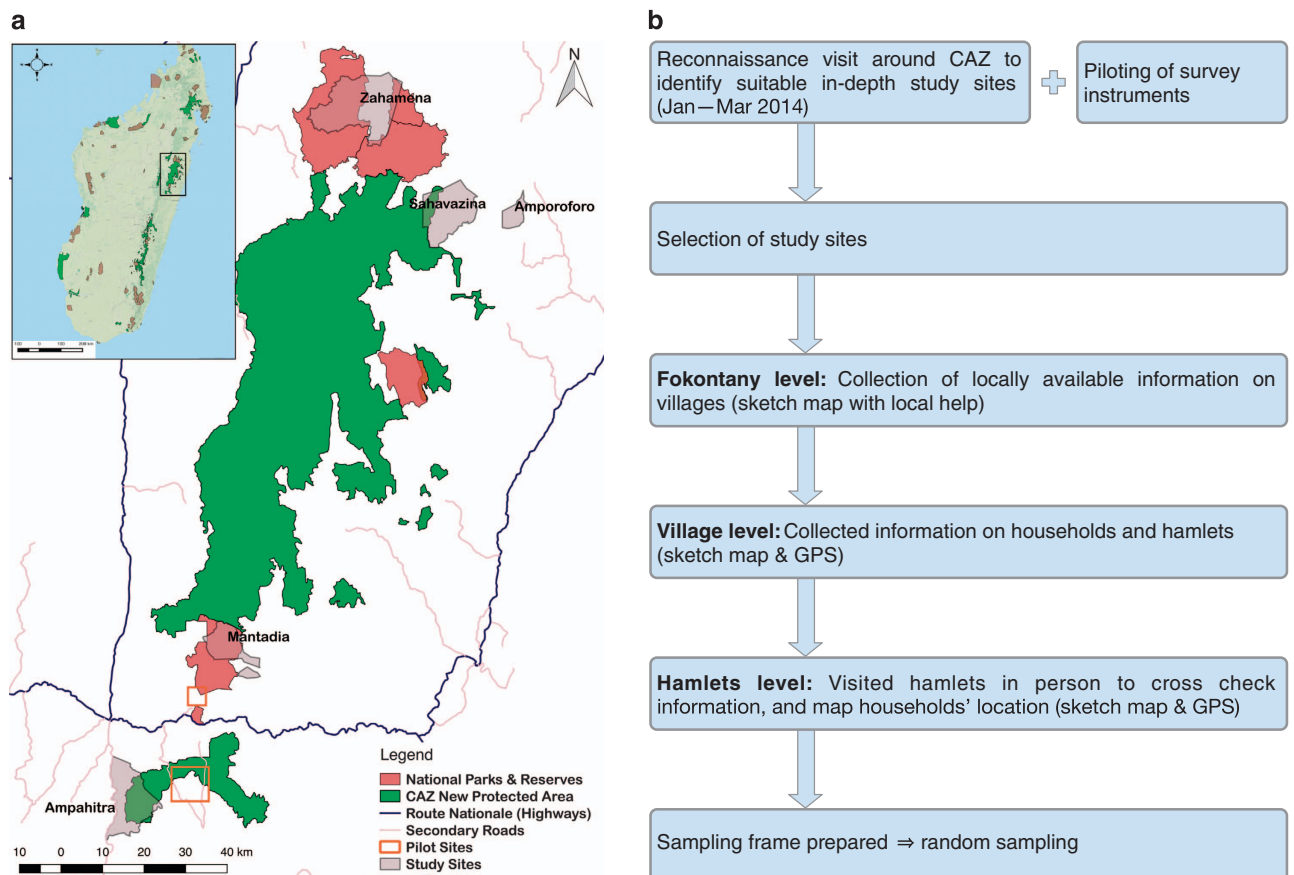 a
N
Zahamena
Sahavazina
Amporoforo
Mantadia
Ampahitra
100 0 100 200 km
Legend
National Parks & Reserves
CAZ New Protected Area
Route Nationale (Highways)
Secondary Roads
Pilot Sites
Study Sites
10 0 10 20 30 40 km
b
Reconnaissance visit around CAZ to
identify suitable in-depth study sites
(Jan—Mar 2014)
Piloting of survey
instruments
Selection of study sites
Fokontany level: Collection of locally available information on
villages (sketch map with local help)
Village level: Collected information on households and hamlets
(sketch map & GPS)
Hamlets level: Visited hamlets in person to cross check
information, and map households’ location (sketch map & GPS)
Sampling frame prepared ⇒ random sampling